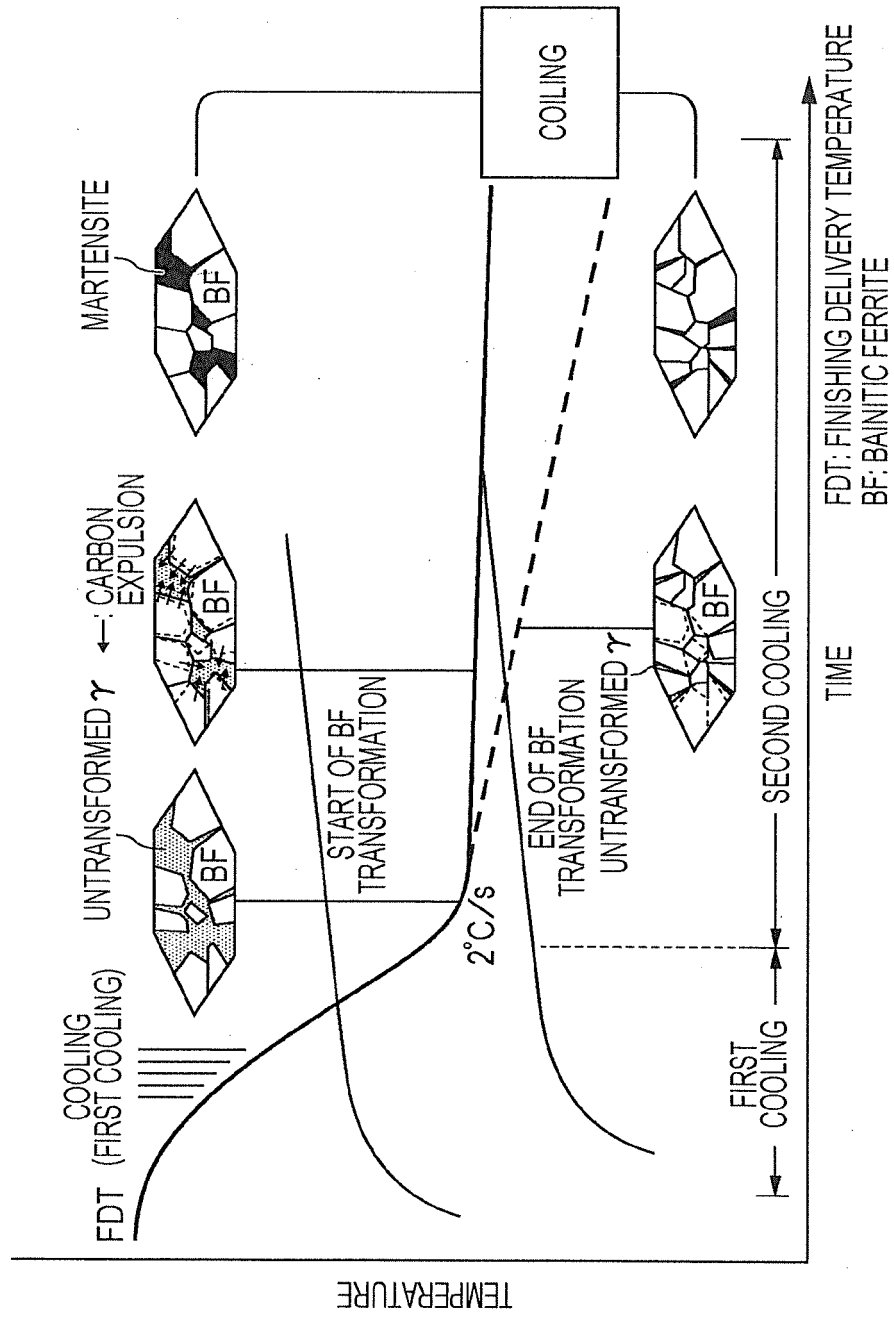 TEMPERATURE
FDT
COOLING
(FIRST COOLING)
UNTRANSFORMED γ
←: CARBON
EXPULSION
MARTENSITE
BF
BF
BF
START OF BF
TRANSFORMATION
2°C/s
END OF BF
TRANSFORMATION
UNTRANSFORMED γ
BF
COILING
FIRST
COOLING
SECOND COOLING
TIME
FDT: FINISHING DELIVERY TEMPERATURE
BF: BAINITIC FERRITE